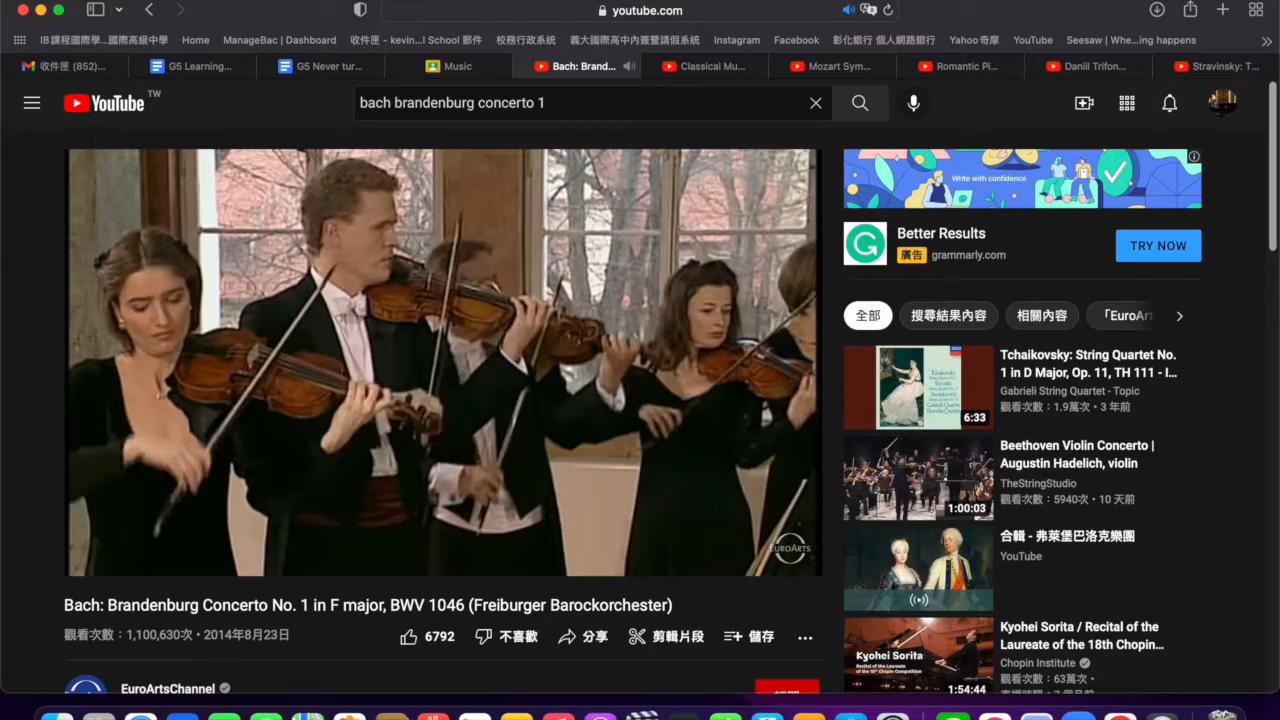 youtube.com
IB課程國際學...國際高級中學 Home ManageBac | Dashboard 收件匣 - kevin...l School 郵件 校務行政系統 義大國際高中內簽暨請假系統 Instagram Facebook 彰化銀行 個人網路銀行 Yahoo奇摩 YouTube Seesaw | Whe...ing happens
收件匣 (852)... G5 Learning... G5 Never tur... Music Bach: Brand... Classical Mu... Mozart Sym... Romantic Pi... Daniil Trifon... Stravinsky: T...
YouTube TW
bach brandenburg concerto 1
Write with confidence
Better Results
廣告 grammarly.com
TRY NOW
全部 搜尋結果內容 相關內容 「EuroArt
Tchaikovsky: String Quartet No.
1 in D Major, Op. 11, TH 111 - I...
Gabrieli String Quartet - Topic
觀看次數：1.9萬次 • 3 年前
6:33
Beethoven Violin Concerto |
Augustin Hadelich, violin
TheStringStudio
觀看次數：5940次 • 10 天前
1:00:03
合輯 - 弗萊堡巴洛克樂團
YouTube
Kyohei Sorita / Recital of the
Laureate of the 18th Chopin...
Chopin Institute
觀看次數：63萬次 •
Kyohei Sorita
Recital of the Laureate
of the 18th Chopin Competition
1:54:44
EUROARTS
Bach: Brandenburg Concerto No. 1 in F major, BWV 1046 (Freiburger Barockorchester)
觀看次數：1,100,630次 • 2014年8月23日
6792 不喜歡 分享 剪輯片段 儲存
EuroArtsChannel